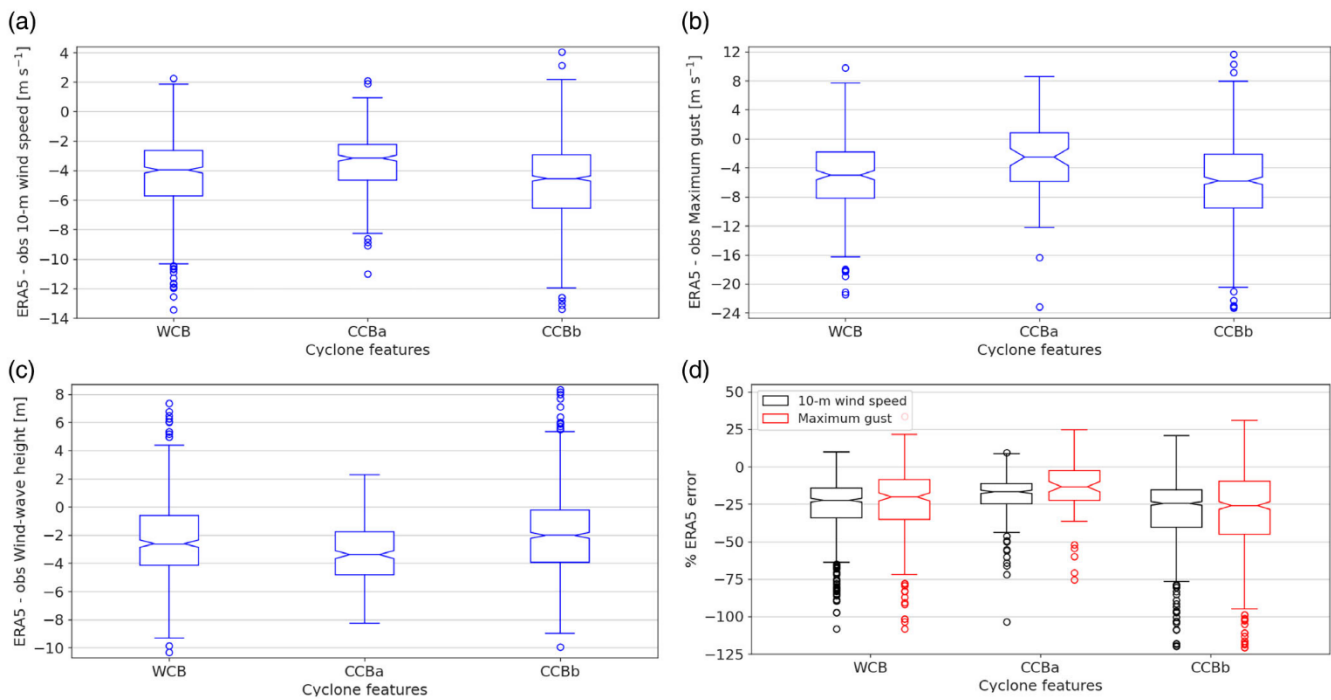 (a)
ERA5 - obs 10-m wind speed [m s⁻¹]
4
2
0
−2
−4
−6
−8
−10
−12
−14
WCB CCBa CCBb
Cyclone features
(b)
ERA5 - obs Maximum gust [m s⁻¹]
12
8
4
0
−4
−8
−12
−16
−20
−24
WCB CCBa CCBb
Cyclone features
(c)
ERA5 - obs Wind-wave height [m]
8
6
4
2
0
−2
−4
−6
−8
−10
WCB CCBa CCBb
Cyclone features
(d)
% ERA5 error
50
25
0
−25
−50
−75
−100
−125
10-m wind speed
Maximum gust
WCB CCBa CCBb
Cyclone features